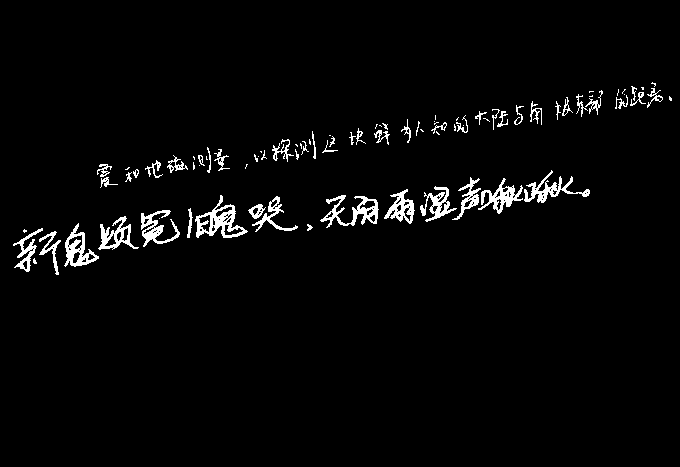 震和地磁测量,以探测这块鲜为人知的大陆与南极东部的距离。
新鬼烦冤旧鬼哭,天阴雨湿声啾啾。